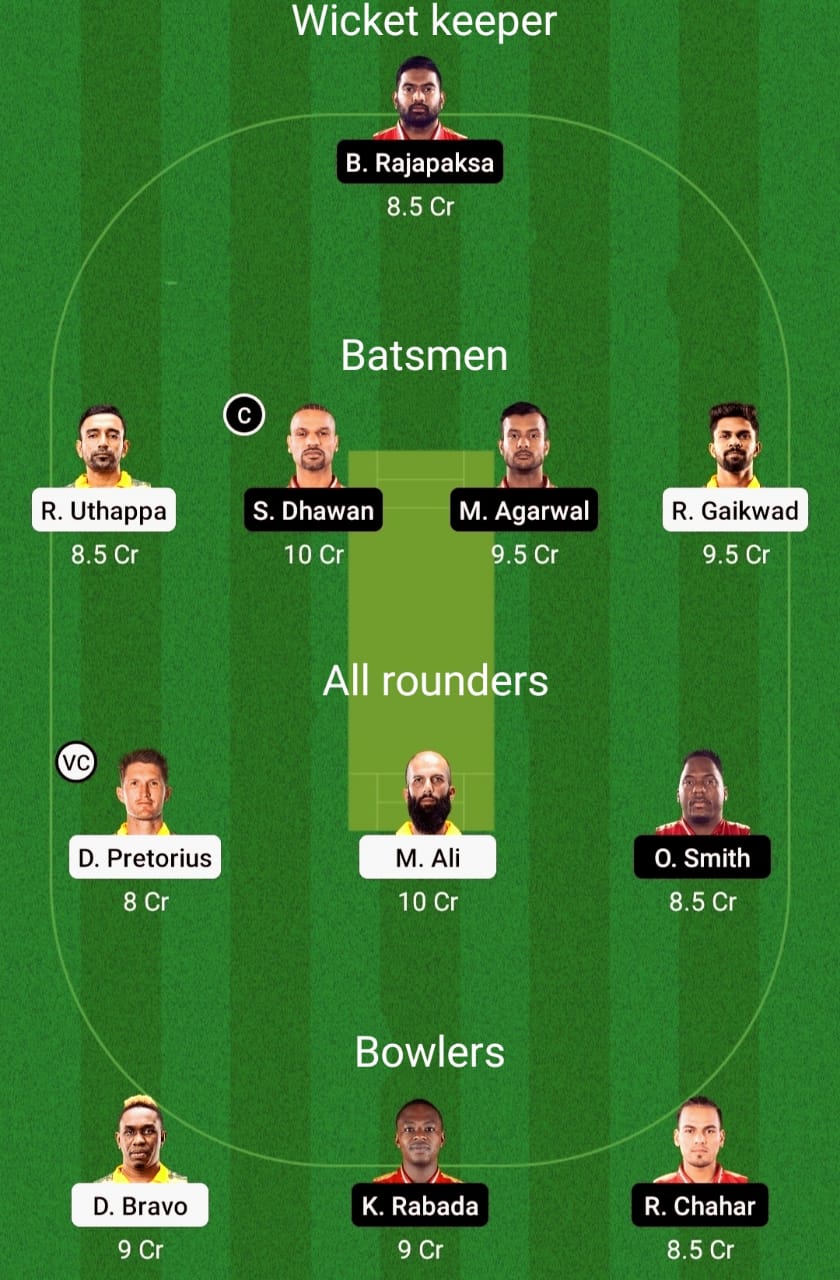 Wicket keeper
B. Rajapaksa
8.5 Cr
Batsmen
C
R. Uthappa
S. Dhawan
M. Agarwal
R. Gaikwad
8.5 Cr
10 Cr
9.5 Cr
9.5 Cr
All rounders
VC
D. Pretorius
M. Ali
O. Smith
8 Cr
10 Cr
8.5 Cr
Bowlers
D. Bravo
K. Rabada
R. Chahar
9 Cr
9 Cr
8.5 Cr